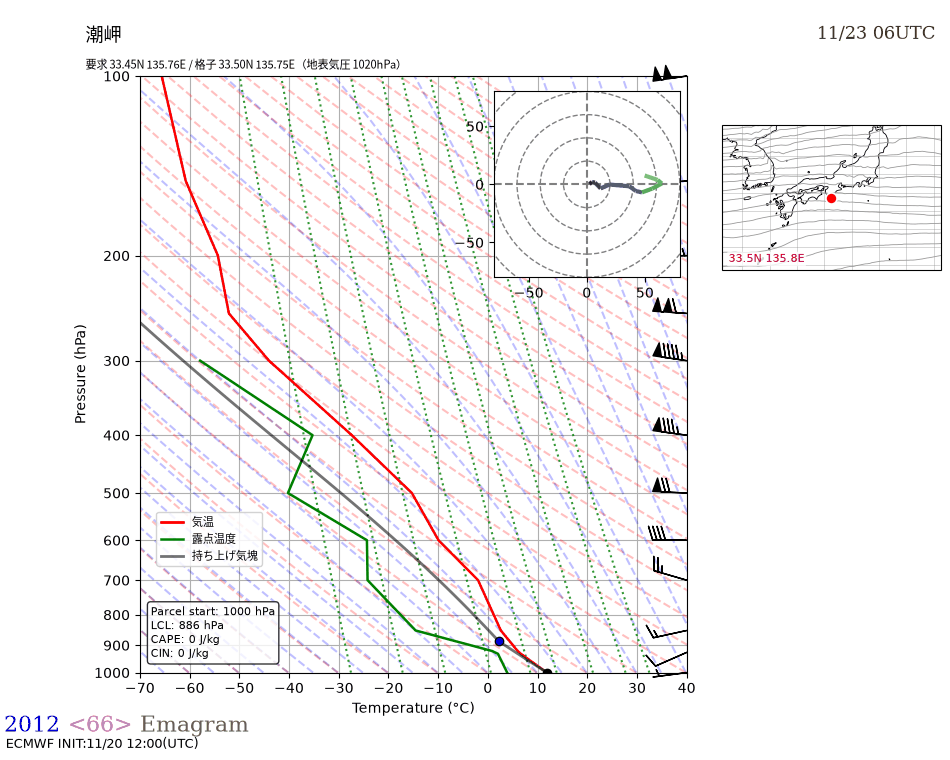 潮岬
11/23 06UTC
要求 33.45N 135.76E / 格子 33.50N 135.75E（地表気圧 1020hPa）
100
200
300
400
500
600
700
800
900
1000
Pressure (hPa)
50
0
−50
−50 0 50
気温
露点温度
持ち上げ気塊
Parcel start: 1000 hPa
LCL: 886 hPa
CAPE: 0 J/kg
CIN: 0 J/kg
−70 −60 −50 −40 −30 −20 −10 0 10 20 30 40
Temperature (°C)
33.5N 135.8E
2012 <66> Emagram
ECMWF INIT:11/20 12:00(UTC)